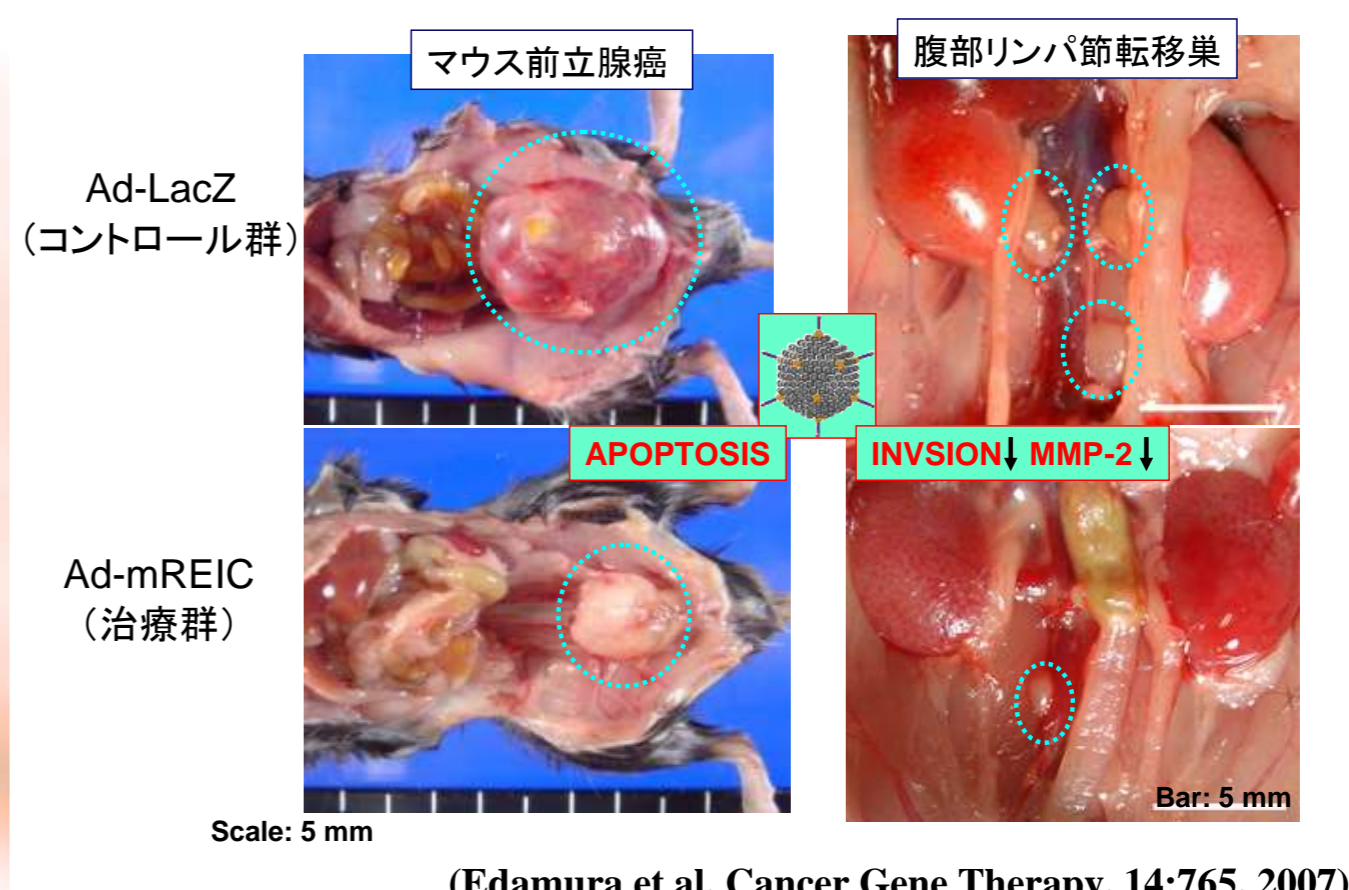 マウス前立腺癌
腹部リンパ節転移巣
Ad-LacZ
（コントロール群）
APOPTOSIS
INVSION↓ MMP-2↓
Ad-mREIC
（治療群）
Bar: 5 mm
Scale: 5 mm
(Edamura et al. Cancer Gene Therapy, 14:765, 2007)